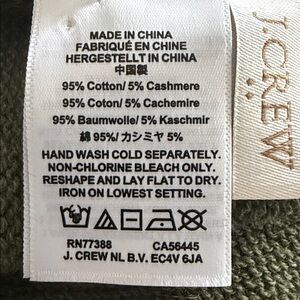 MADE IN CHINA
FABRIQUÉ EN CHINE
HERGESTELLT IN CHINA
中国製
95% Cotton/ 5% Cashmere
95% Coton/ 5% Cachemire
95% Baumwolle/ 5% Kaschmir
綿 95%/ カシミヤ 5%
HAND WASH COLD SEPARATELY.
NON-CHLORINE BLEACH ONLY.
RESHAPE AND LAY FLAT TO DRY.
IRON ON LOWEST SETTING.
RN77388 CA56445
J. CREW NL B.V. EC4V 6JA
J.CREW